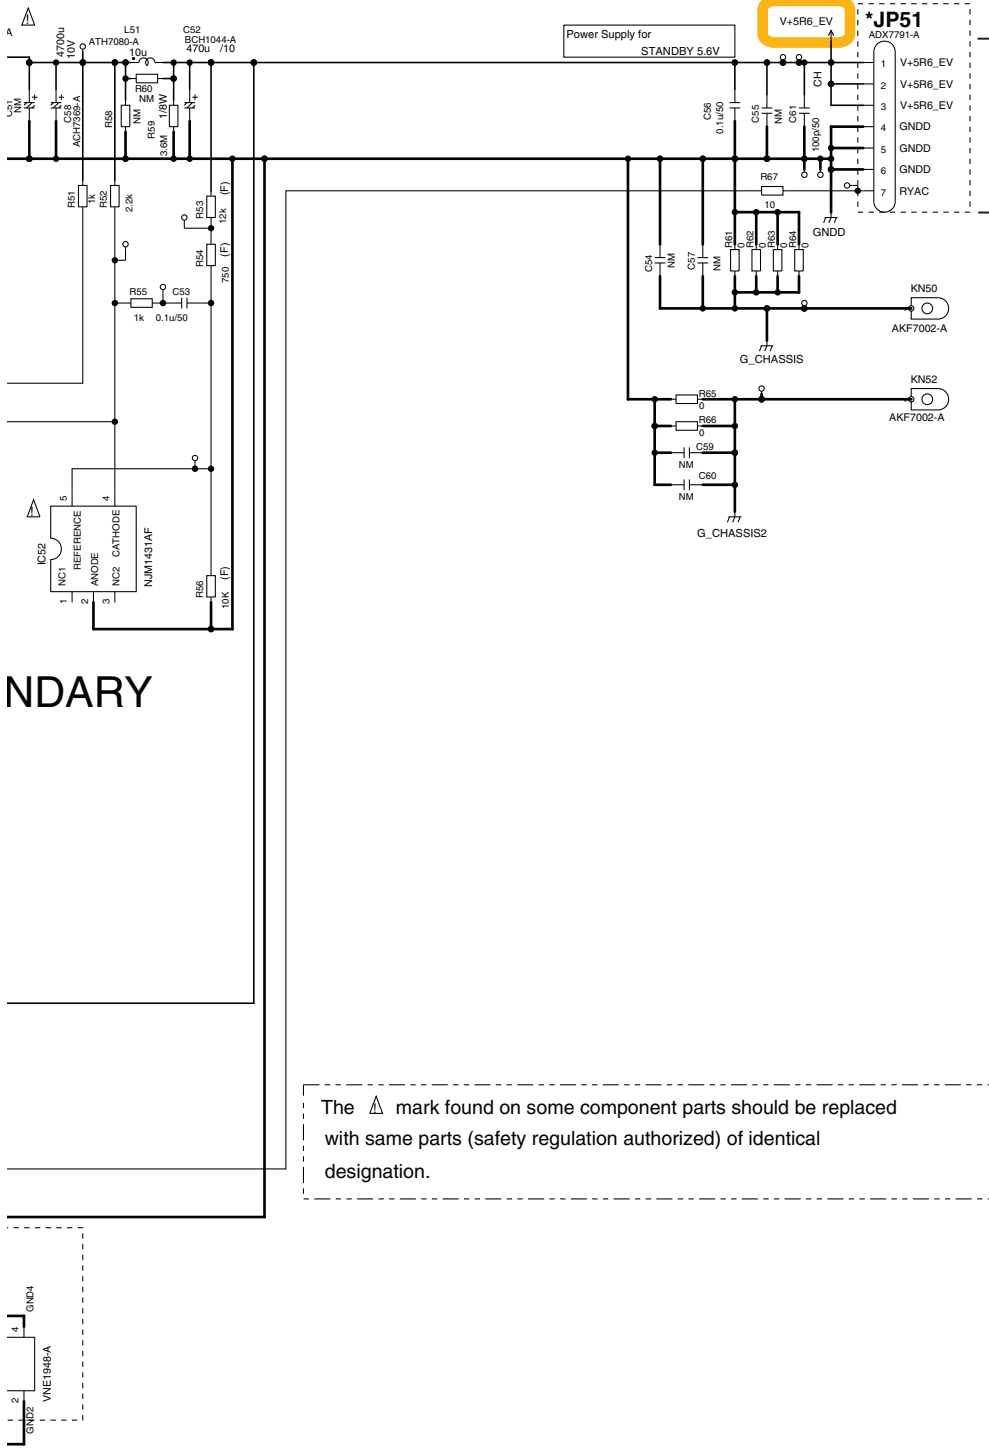 L51
ATH7080-A
10u
C52
BCH1044-A
470u /10
4700u
10V
C51
NM
C58
ACH7369-A
R60
NM
R58
NM
R59
1/8W
3.6M
Power Supply for
STANDBY 5.6V
V+5R6_EV
*JP51
ADX7791-A
1 V+5R6_EV
2 V+5R6_EV
3 V+5R6_EV
4 GNDD
5 GNDD
6 GNDD
7 RYAC
C56
0.1u/50
C55
NM
C61
CH
100p/50
R67
10
GNDD
R51
1k
R52
2.2k
R53
12k
(F)
R54
750
(F)
R55
1k
C53
0.1u/50
C54
NM
C57
NM
R61
0
R62
0
R63
0
R64
0
KN50
AKF7002-A
G_CHASSIS
KN52
AKF7002-A
R65
0
R66
0
C59
NM
C60
NM
G_CHASSIS2
5
4
IC52
REFERENCE
CATHODE
NC1
ANODE
NC2
NJM1431AF
1
2
3
R56
10K
(F)
NDARY
The ⚠ mark found on some component parts should be replaced
with same parts (safety regulation authorized) of identical
designation.
GND4
4
VNE1948-A
2
GND2